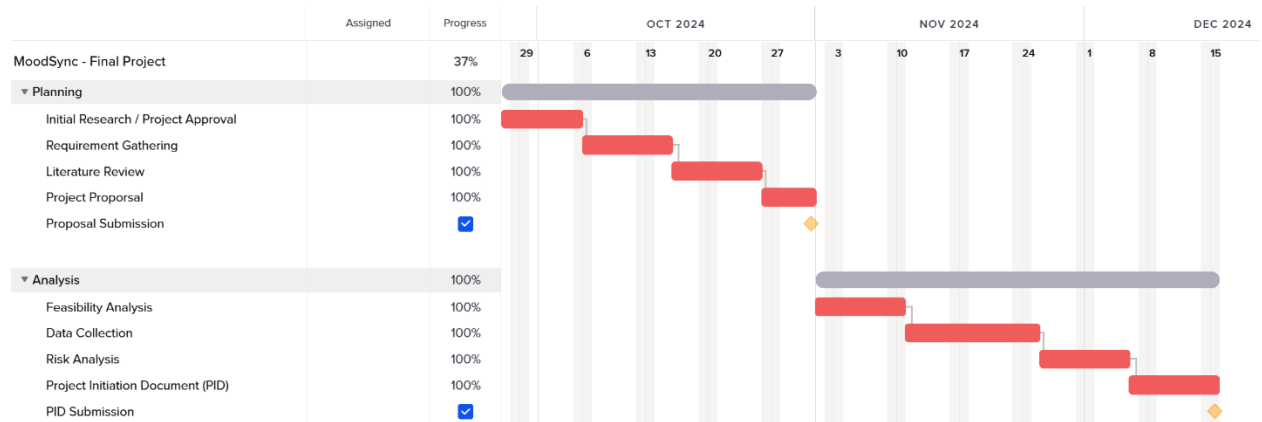 Assigned Progress OCT 2024 NOV 2024 DEC 2024
29 6 13 20 27 3 10 17 24 1 8 15
MoodSync - Final Project 37%
Planning 100%
Initial Research / Project Approval 100%
Requirement Gathering 100%
Literature Review 100%
Project Proporsal 100%
Proposal Submission
Analysis 100%
Feasibility Analysis 100%
Data Collection 100%
Risk Analysis 100%
Project Initiation Document (PID) 100%
PID Submission